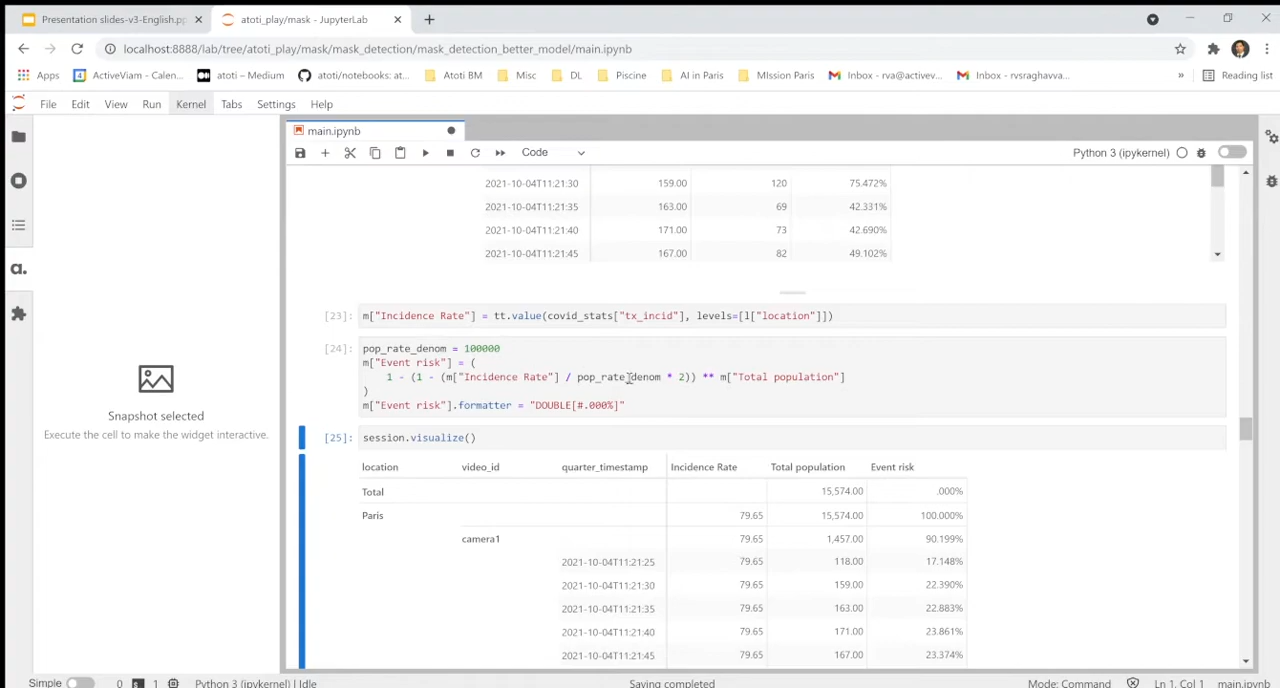 Presentation slides-v3-English.pp
atoti_play/mask - JupyterLab
localhost:8888/lab/tree/atoti_play/mask/mask_detection/mask_detection_better_model/main.ipynb
Apps
ActiveViam - Calen...
atoti – Medium
atoti/notebooks: at...
Atoti BM
Misc
DL
Piscine
AI in Paris
MIssion Paris
Inbox - rva@activev...
Inbox - rvsraghavva...
»
Reading list
File Edit View Run Kernel Tabs Settings Help
main.ipynb
Code
Python 3 (ipykernel)
a.
Snapshot selected
Execute the cell to make the widget interactive.
2021-10-04T11:21:30 159.00 120 75.472%
2021-10-04T11:21:35 163.00 69 42.331%
2021-10-04T11:21:40 171.00 73 42.690%
2021-10-04T11:21:45 167.00 82 49.102%
[23]: m["Incidence Rate"] = tt.value(covid_stats["tx_incid"], levels=[l["location"]])
[24]: pop_rate_denom = 100000
m["Event risk"] = (
1 - (1 - (m["Incidence Rate"] / pop_rate_denom * 2)) ** m["Total population"]
)
m["Event risk"].formatter = "DOUBLE[#.000%]"
[25]: session.visualize()
location video_id quarter_timestamp Incidence Rate Total population Event risk
Total 15,574.00 .000%
Paris 79.65 15,574.00 100.000%
camera1 79.65 1,457.00 90.199%
2021-10-04T11:21:25 79.65 118.00 17.148%
2021-10-04T11:21:30 79.65 159.00 22.390%
2021-10-04T11:21:35 79.65 163.00 22.883%
2021-10-04T11:21:40 79.65 171.00 23.861%
2021-10-04T11:21:45 79.65 167.00 23.374%
Simple 0 1 Python 3 (ipykernel) | Idle Saving completed Mode: Command Ln 1, Col 1 main.ipynb